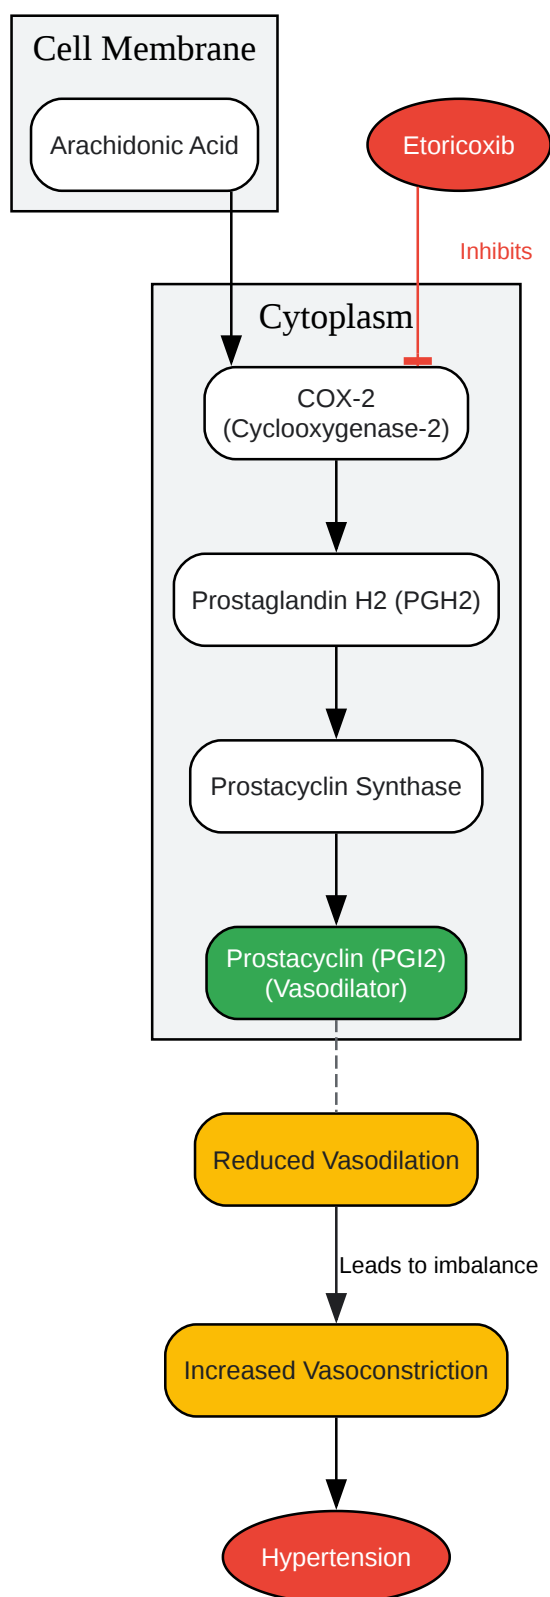 Cell Membrane
Arachidonic Acid
Etoricoxib
Inhibits
Cytoplasm
COX-2
(Cyclooxygenase-2)
Prostaglandin H2 (PGH2)
Prostacyclin Synthase
Prostacyclin (PGI2)
(Vasodilator)
Reduced Vasodilation
Leads to imbalance
Increased Vasoconstriction
Hypertension